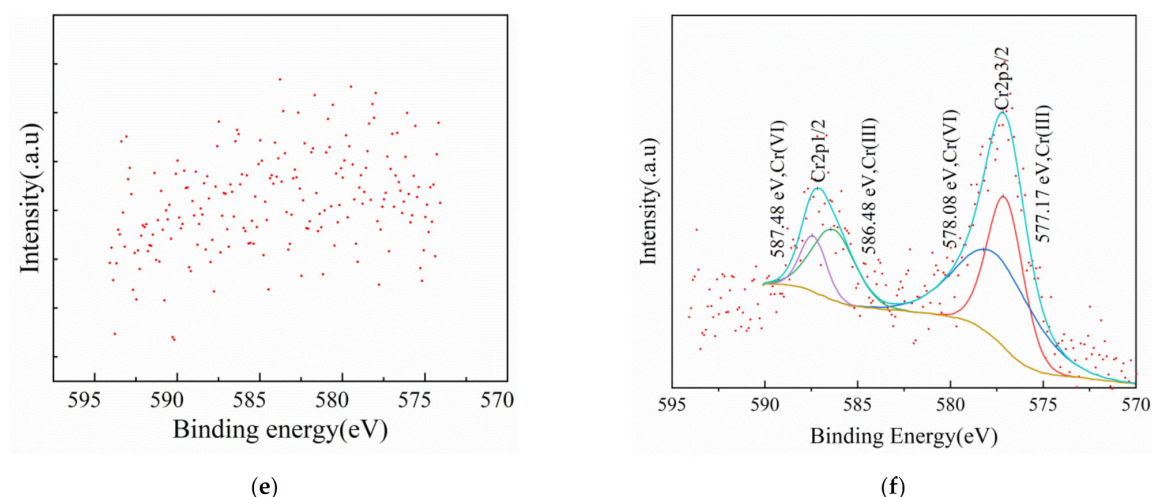 Intensity(.a.u)
595 590 585 580 575 570
Binding energy(eV)
(e)
Intensity(.a.u)
587.48 eV,Cr(VI)
Cr2p1/2
586.48 eV,Cr(III)
578.08 eV,Cr(VI)
Cr2p3/2
577.17 eV,Cr(III)
595 590 585 580 575 570
Binding Energy(eV)
(f)